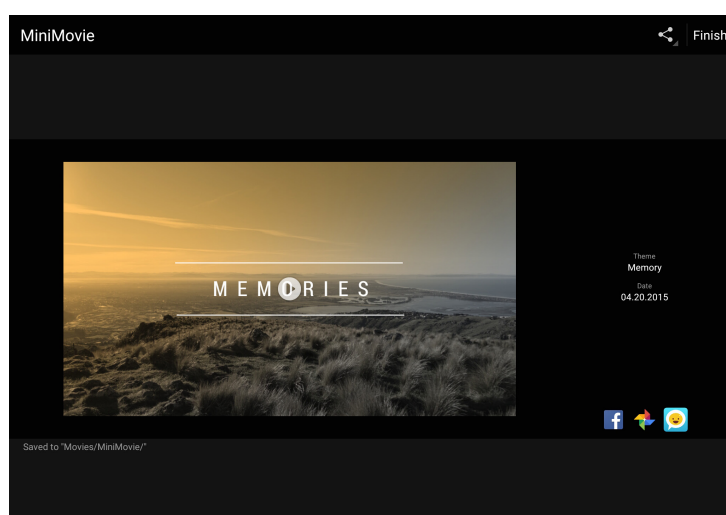 MiniMovie
Finish
MEMORIES
Theme
Memory
Date
04.20.2015
Saved to "Movies/MiniMovie/"